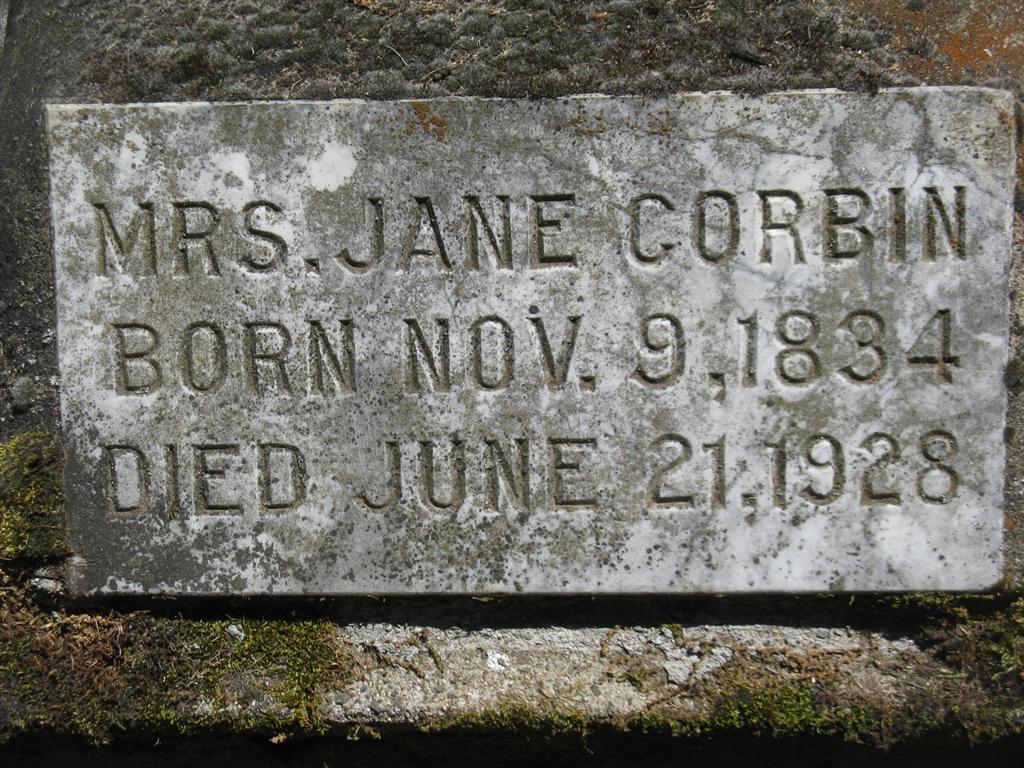 MRS. JANE CORBIN
BORN NOV. 9, 1834
DIED JUNE 21, 1928